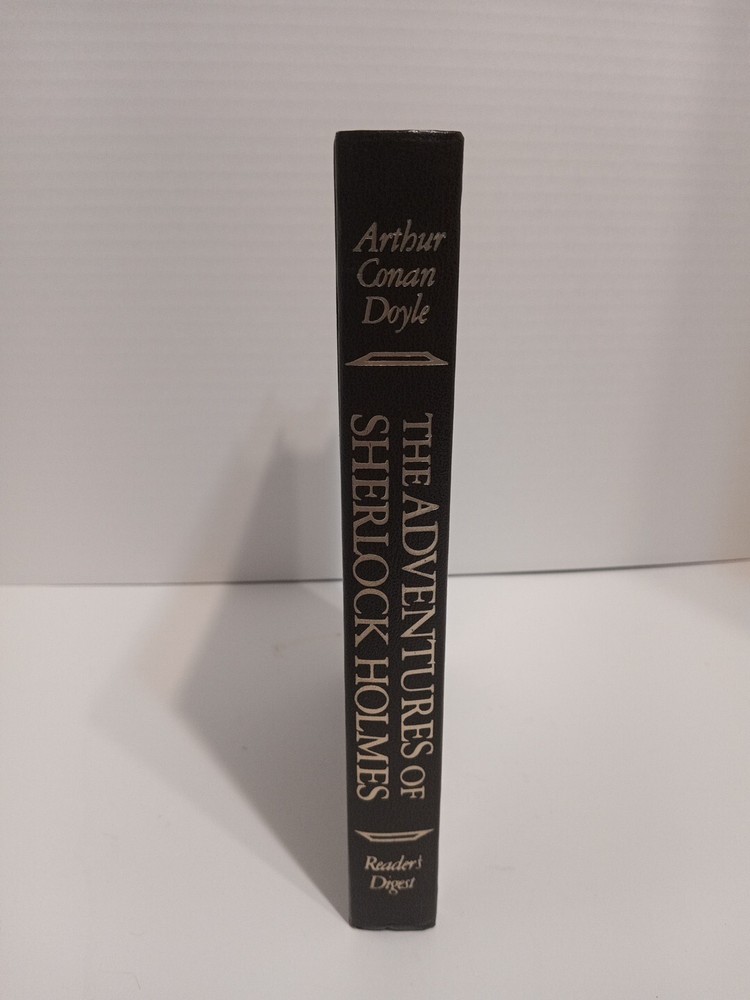 Arthur
Conan
Doyle
THE ADVENTURES OF
SHERLOCK HOLMES
Reader's
Digest